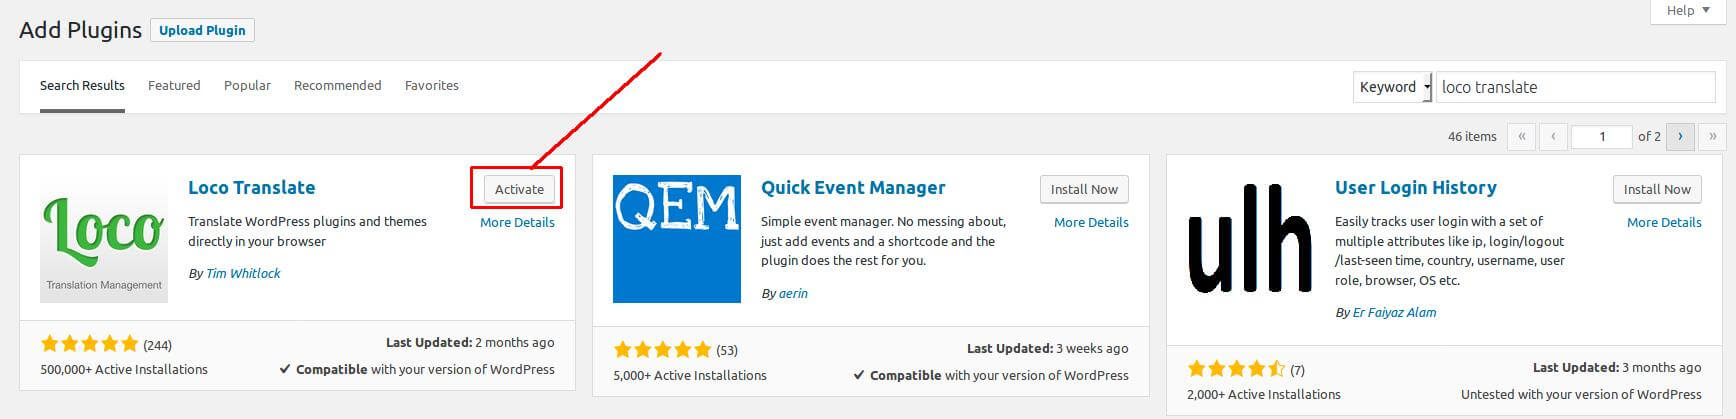 Help ▼
Add Plugins Upload Plugin
Search Results Featured Popular Recommended Favorites Keyword loco translate
46 items « ‹ 1 of 2 › »
Loco
Translation Management
Loco Translate
Activate
More Details
Translate WordPress plugins and themes
directly in your browser
By Tim Whitlock
(244)
500,000+ Active Installations
Last Updated: 2 months ago
✓ Compatible with your version of WordPress
QEM
Quick Event Manager
Install Now
More Details
Simple event manager. No messing about,
just add events and a shortcode and the
plugin does the rest for you.
By aerin
(53)
5,000+ Active Installations
Last Updated: 3 weeks ago
✓ Compatible with your version of WordPress
ulh
User Login History
Install Now
More Details
Easily tracks user login with a set of
multiple attributes like ip, login/logout
/last-seen time, country, username, user
role, browser, OS etc.
By Er Faiyaz Alam
(7)
2,000+ Active Installations
Last Updated: 3 months ago
Untested with your version of WordPress